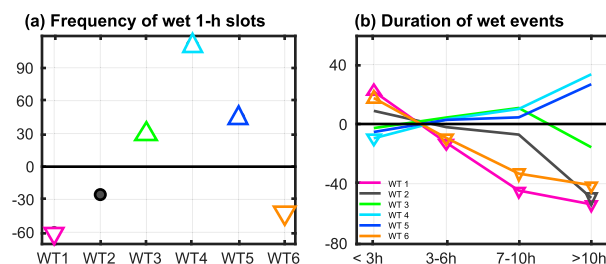 (a) Frequency of wet 1-h slots
90
60
30
0
-30
-60
WT1 WT2 WT3 WT4 WT5 WT6
(b) Duration of wet events
40
0
-40
-80
WT 1
WT 2
WT 3
WT 4
WT 5
WT 6
< 3h 3-6h 7-10h >10h